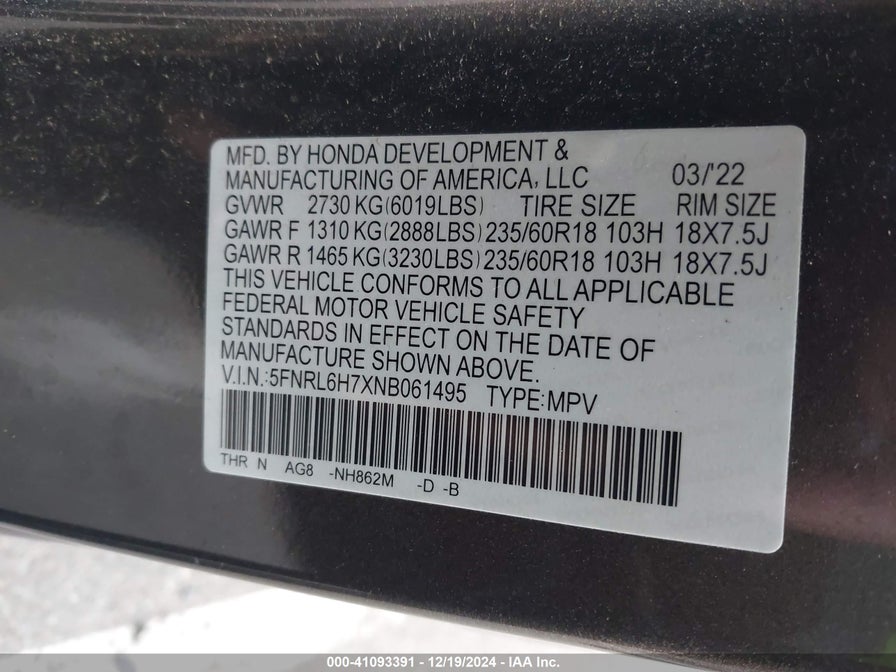 MFD. BY HONDA DEVELOPMENT &
MANUFACTURING OF AMERICA, LLC 03/'22
GVWR 2730 KG(6019LBS) TIRE SIZE RIM SIZE
GAWR F 1310 KG(2888LBS) 235/60R18 103H 18X7.5J
GAWR R 1465 KG(3230LBS) 235/60R18 103H 18X7.5J
THIS VEHICLE CONFORMS TO ALL APPLICABLE
FEDERAL MOTOR VEHICLE SAFETY
STANDARDS IN EFFECT ON THE DATE OF
MANUFACTURE SHOWN ABOVE.
V.I.N.:5FNRL6H7XNB061495 TYPE:MPV
THR N AG8 -NH862M -D -B
000-41093391 - 12/19/2024 - IAA Inc.